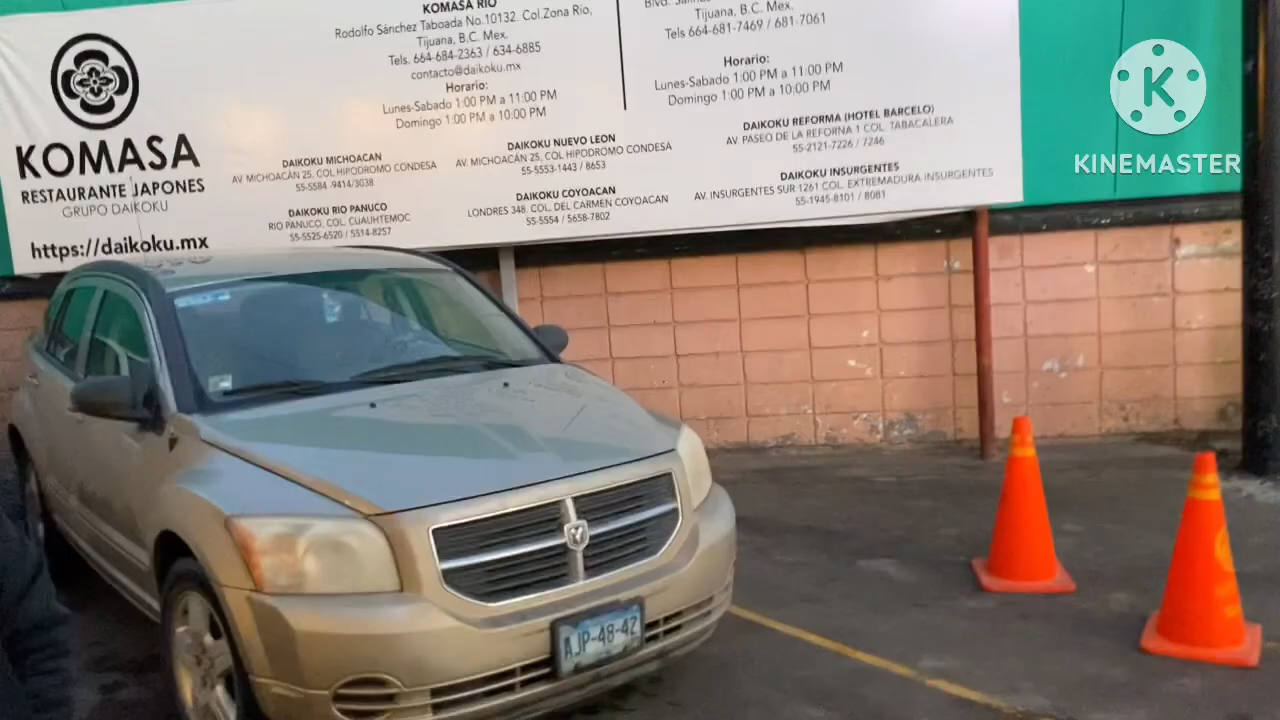 KOMASA
RESTAURANTE JAPONES
GRUPO DAIKOKU
https://daikoku.mx
KOMASA RIO
Rodolfo Sánchez Taboada No.10132. Col.Zona Rio,
Tijuana, B.C. Mex.
Tels. 664-684-2363 / 634-6885
contacto@daikoku.mx
Horario:
Lunes-Sabado 1:00 PM a 11:00 PM
Domingo 1:00 PM a 10:00 PM
Blvd.
Tijuana, B.C. Mex.
Tels 664-681-7469 / 681-7061
Horario:
Lunes-Sabado 1:00 PM a 11:00 PM
Domingo 1:00 PM a 10:00 PM
DAIKOKU MICHOACAN
AV. MICHOACÁN 25, COL HIPODROMO CONDESA
55-5584 -9414/3038
DAIKOKU NUEVO LEON
AV. MICHOACÁN 25, COL HIPODROMO CONDESA
55-5553-1443 / 8653
DAIKOKU REFORMA (HOTEL BARCELO)
AV. PASEO DE LA REFORNA 1 COL. TABACALERA
55-2121-7226 / 7246
DAIKOKU RIO PANUCO
RIO PANUCO, COL. CUAUHTEMOC
55-5525-6520 / 5514-8257
DAIKOKU COYOACAN
LONDRES 348, COL. DEL CARMEN COYOACAN
55-5554 / 5658-7802
DAIKOKU INSURGENTES
AV. INSURGENTES SUR 1261 COL. EXTREMADURA INSURGENTES
55-1945-8101 / 8081
K
KINEMASTER
AJP-48-42